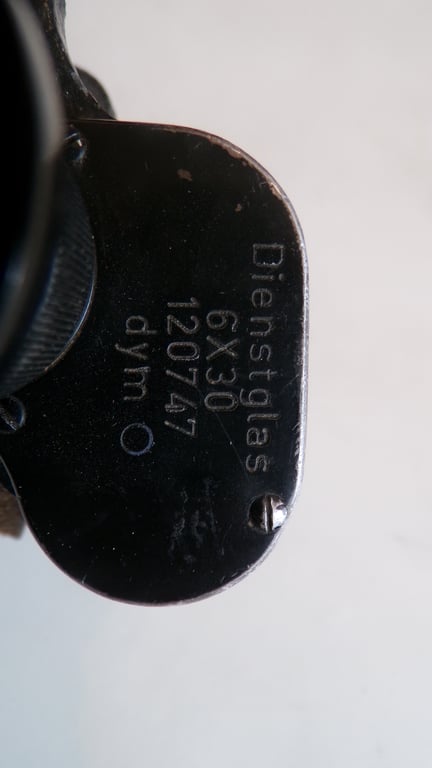 Dienstglas
6X30
120747
dym O